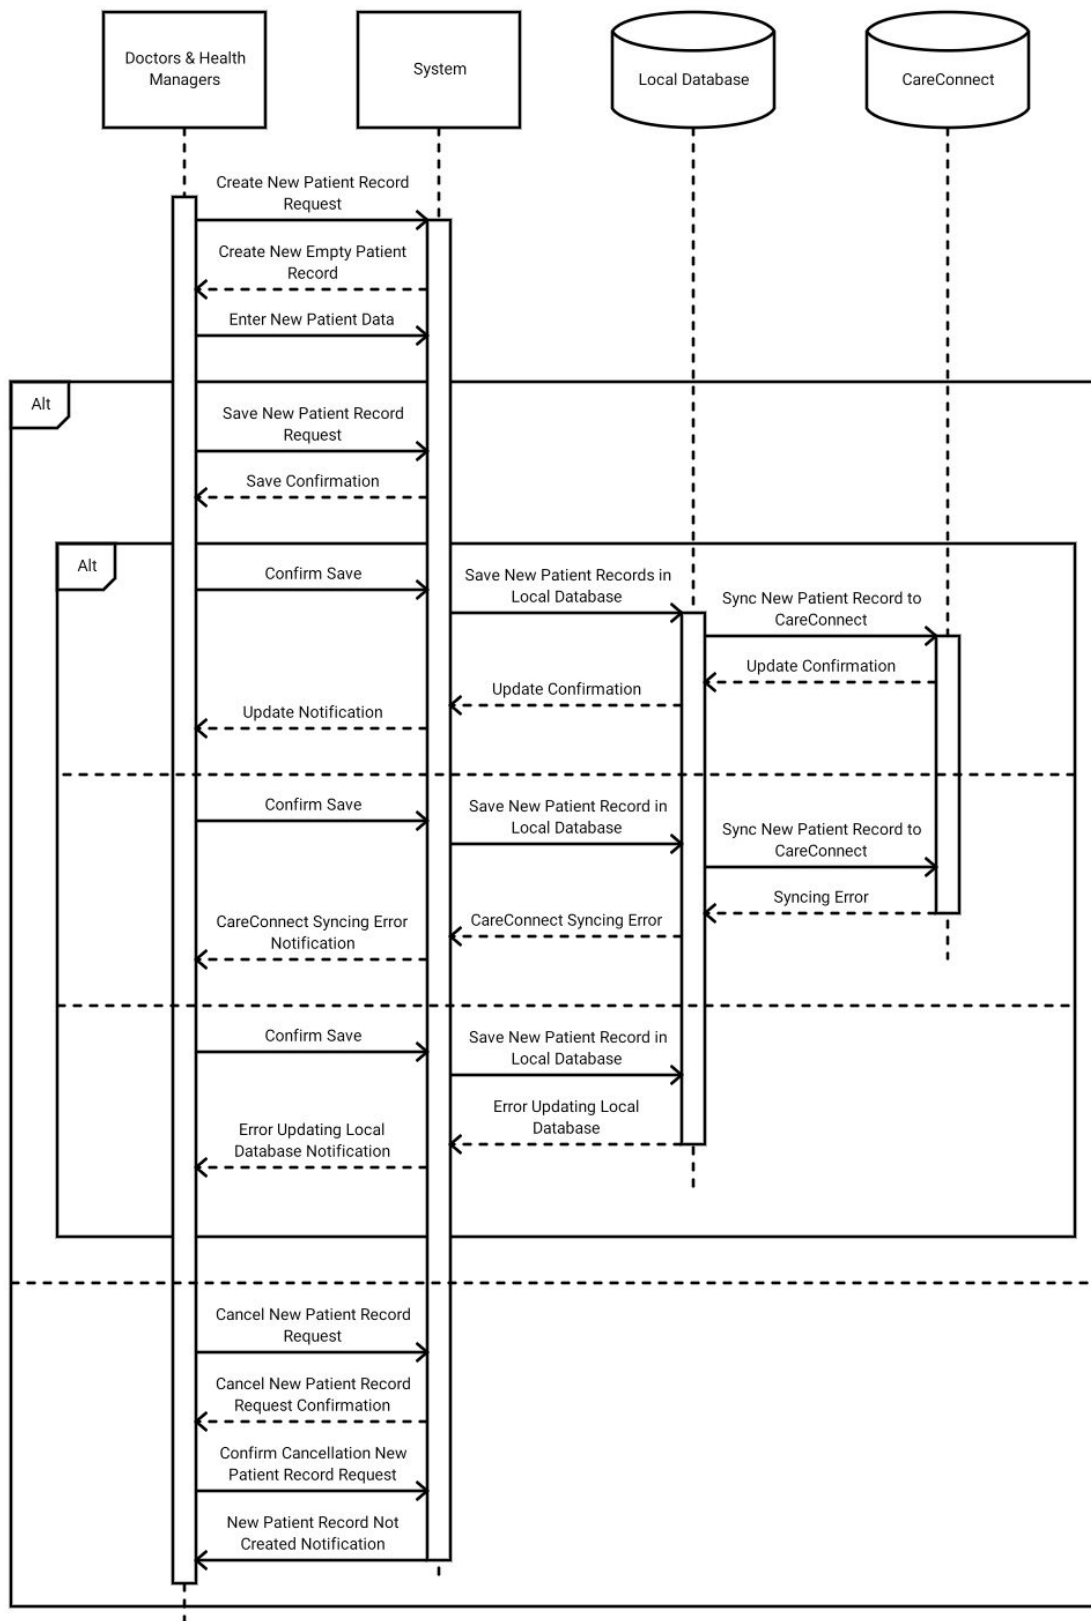 Doctors & Health
Managers
System
Local Database
CareConnect
Create New Patient Record
Request
Create New Empty Patient
Record
Enter New Patient Data
Alt
Save New Patient Record
Request
Save Confirmation
Alt
Confirm Save
Save New Patient Records in
Local Database
Sync New Patient Record to
CareConnect
Update Confirmation
Update Confirmation
Update Notification
Confirm Save
Save New Patient Record in
Local Database
Sync New Patient Record to
CareConnect
Syncing Error
CareConnect Syncing Error
CareConnect Syncing Error
Notification
Confirm Save
Save New Patient Record in
Local Database
Error Updating Local
Database
Error Updating Local
Database Notification
Cancel New Patient Record
Request
Cancel New Patient Record
Request Confirmation
Confirm Cancellation New
Patient Record Request
New Patient Record Not
Created Notification